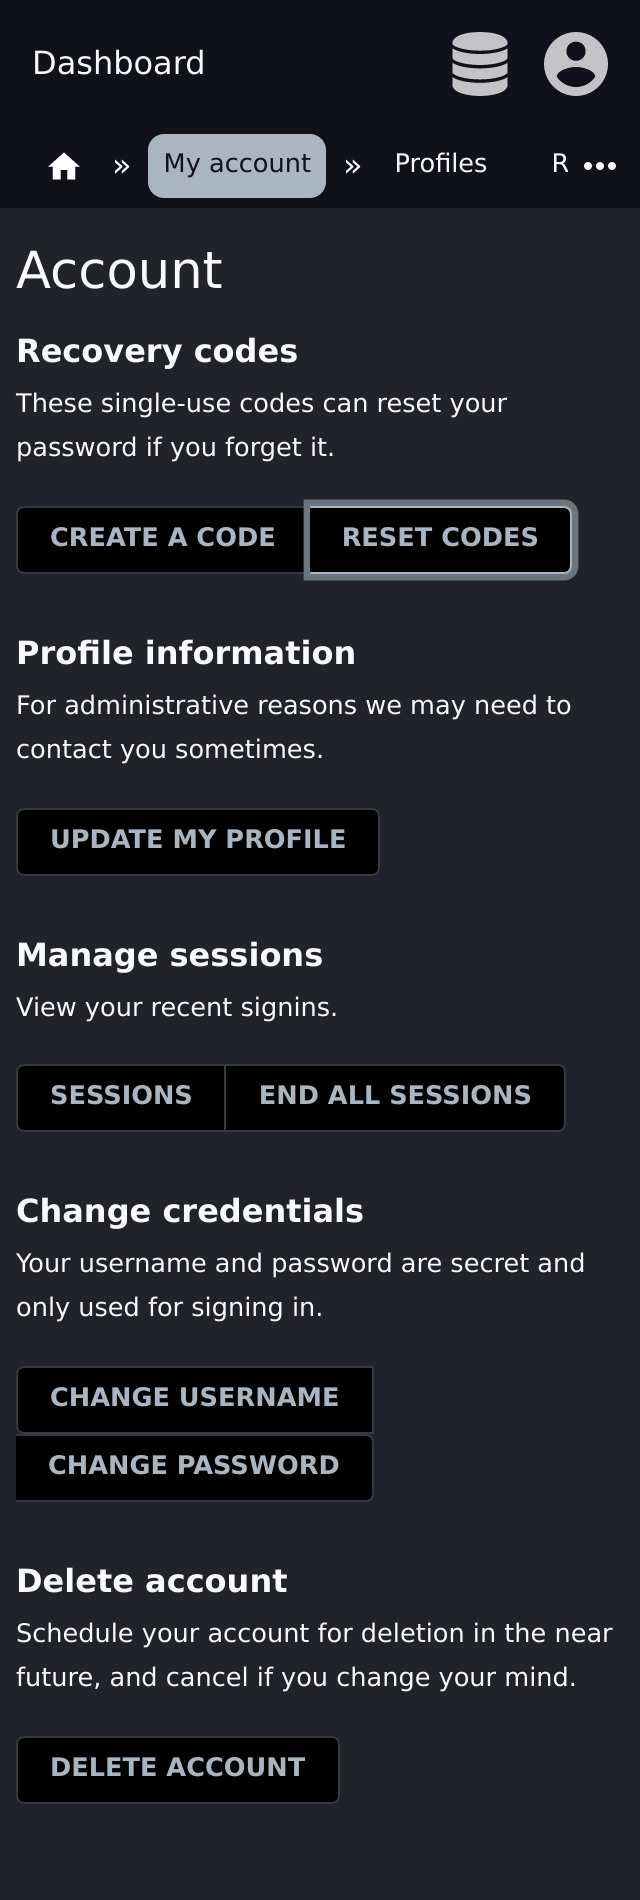 Dashboard
» My account » Profiles R
Account
Recovery codes
These single-use codes can reset your
password if you forget it.
CREATE A CODE RESET CODES
Profile information
For administrative reasons we may need to
contact you sometimes.
UPDATE MY PROFILE
Manage sessions
View your recent signins.
SESSIONS END ALL SESSIONS
Change credentials
Your username and password are secret and
only used for signing in.
CHANGE USERNAME
CHANGE PASSWORD
Delete account
Schedule your account for deletion in the near
future, and cancel if you change your mind.
DELETE ACCOUNT